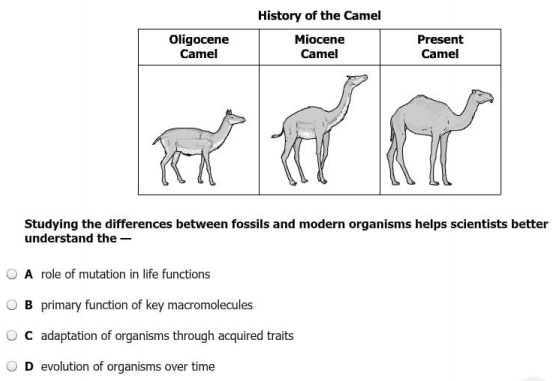 History of the Camel
Oligocene Camel
Miocene Camel
Present Camel
Studying the differences between fossils and modern organisms helps scientists better
understand the —
A role of mutation in life functions
B primary function of key macromolecules
C adaptation of organisms through acquired traits
D evolution of organisms over time